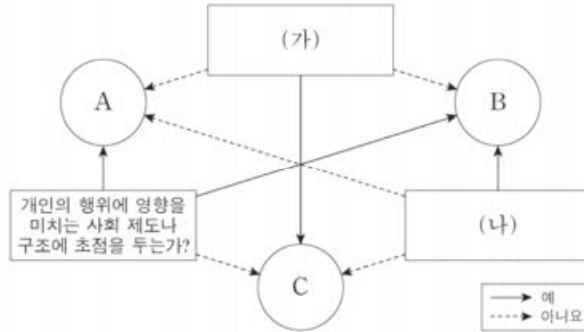 (가)
A
B
개인의 행위에 영향을
미치는 사회 제도나
구조에 초점을 두는가?
(나)
C
예
아니요